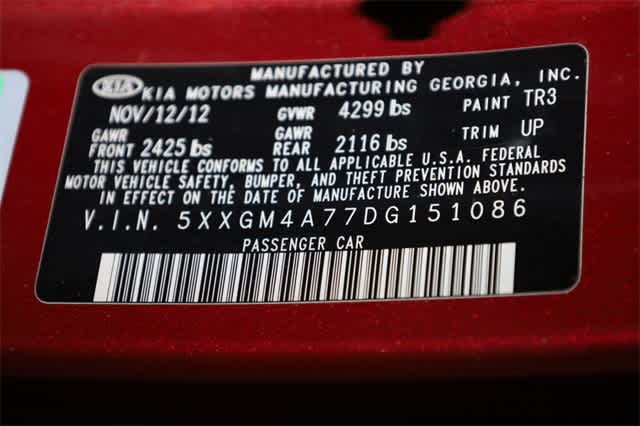 MANUFACTURED BY
KIA KIA MOTORS MANUFACTURING GEORGIA, INC.
NOV/12/12 GVWR 4299 lbs PAINT TR3
GAWR FRONT 2425 lbs GAWR REAR 2116 lbs TRIM UP
THIS VEHICLE CONFORMS TO ALL APPLICABLE U.S.A. FEDERAL
MOTOR VEHICLE SAFETY, BUMPER, AND THEFT PREVENTION STANDARDS
IN EFFECT ON THE DATE OF MANUFACTURE SHOWN ABOVE.
V.I.N. 5XXGM4A77DG151086
PASSENGER CAR